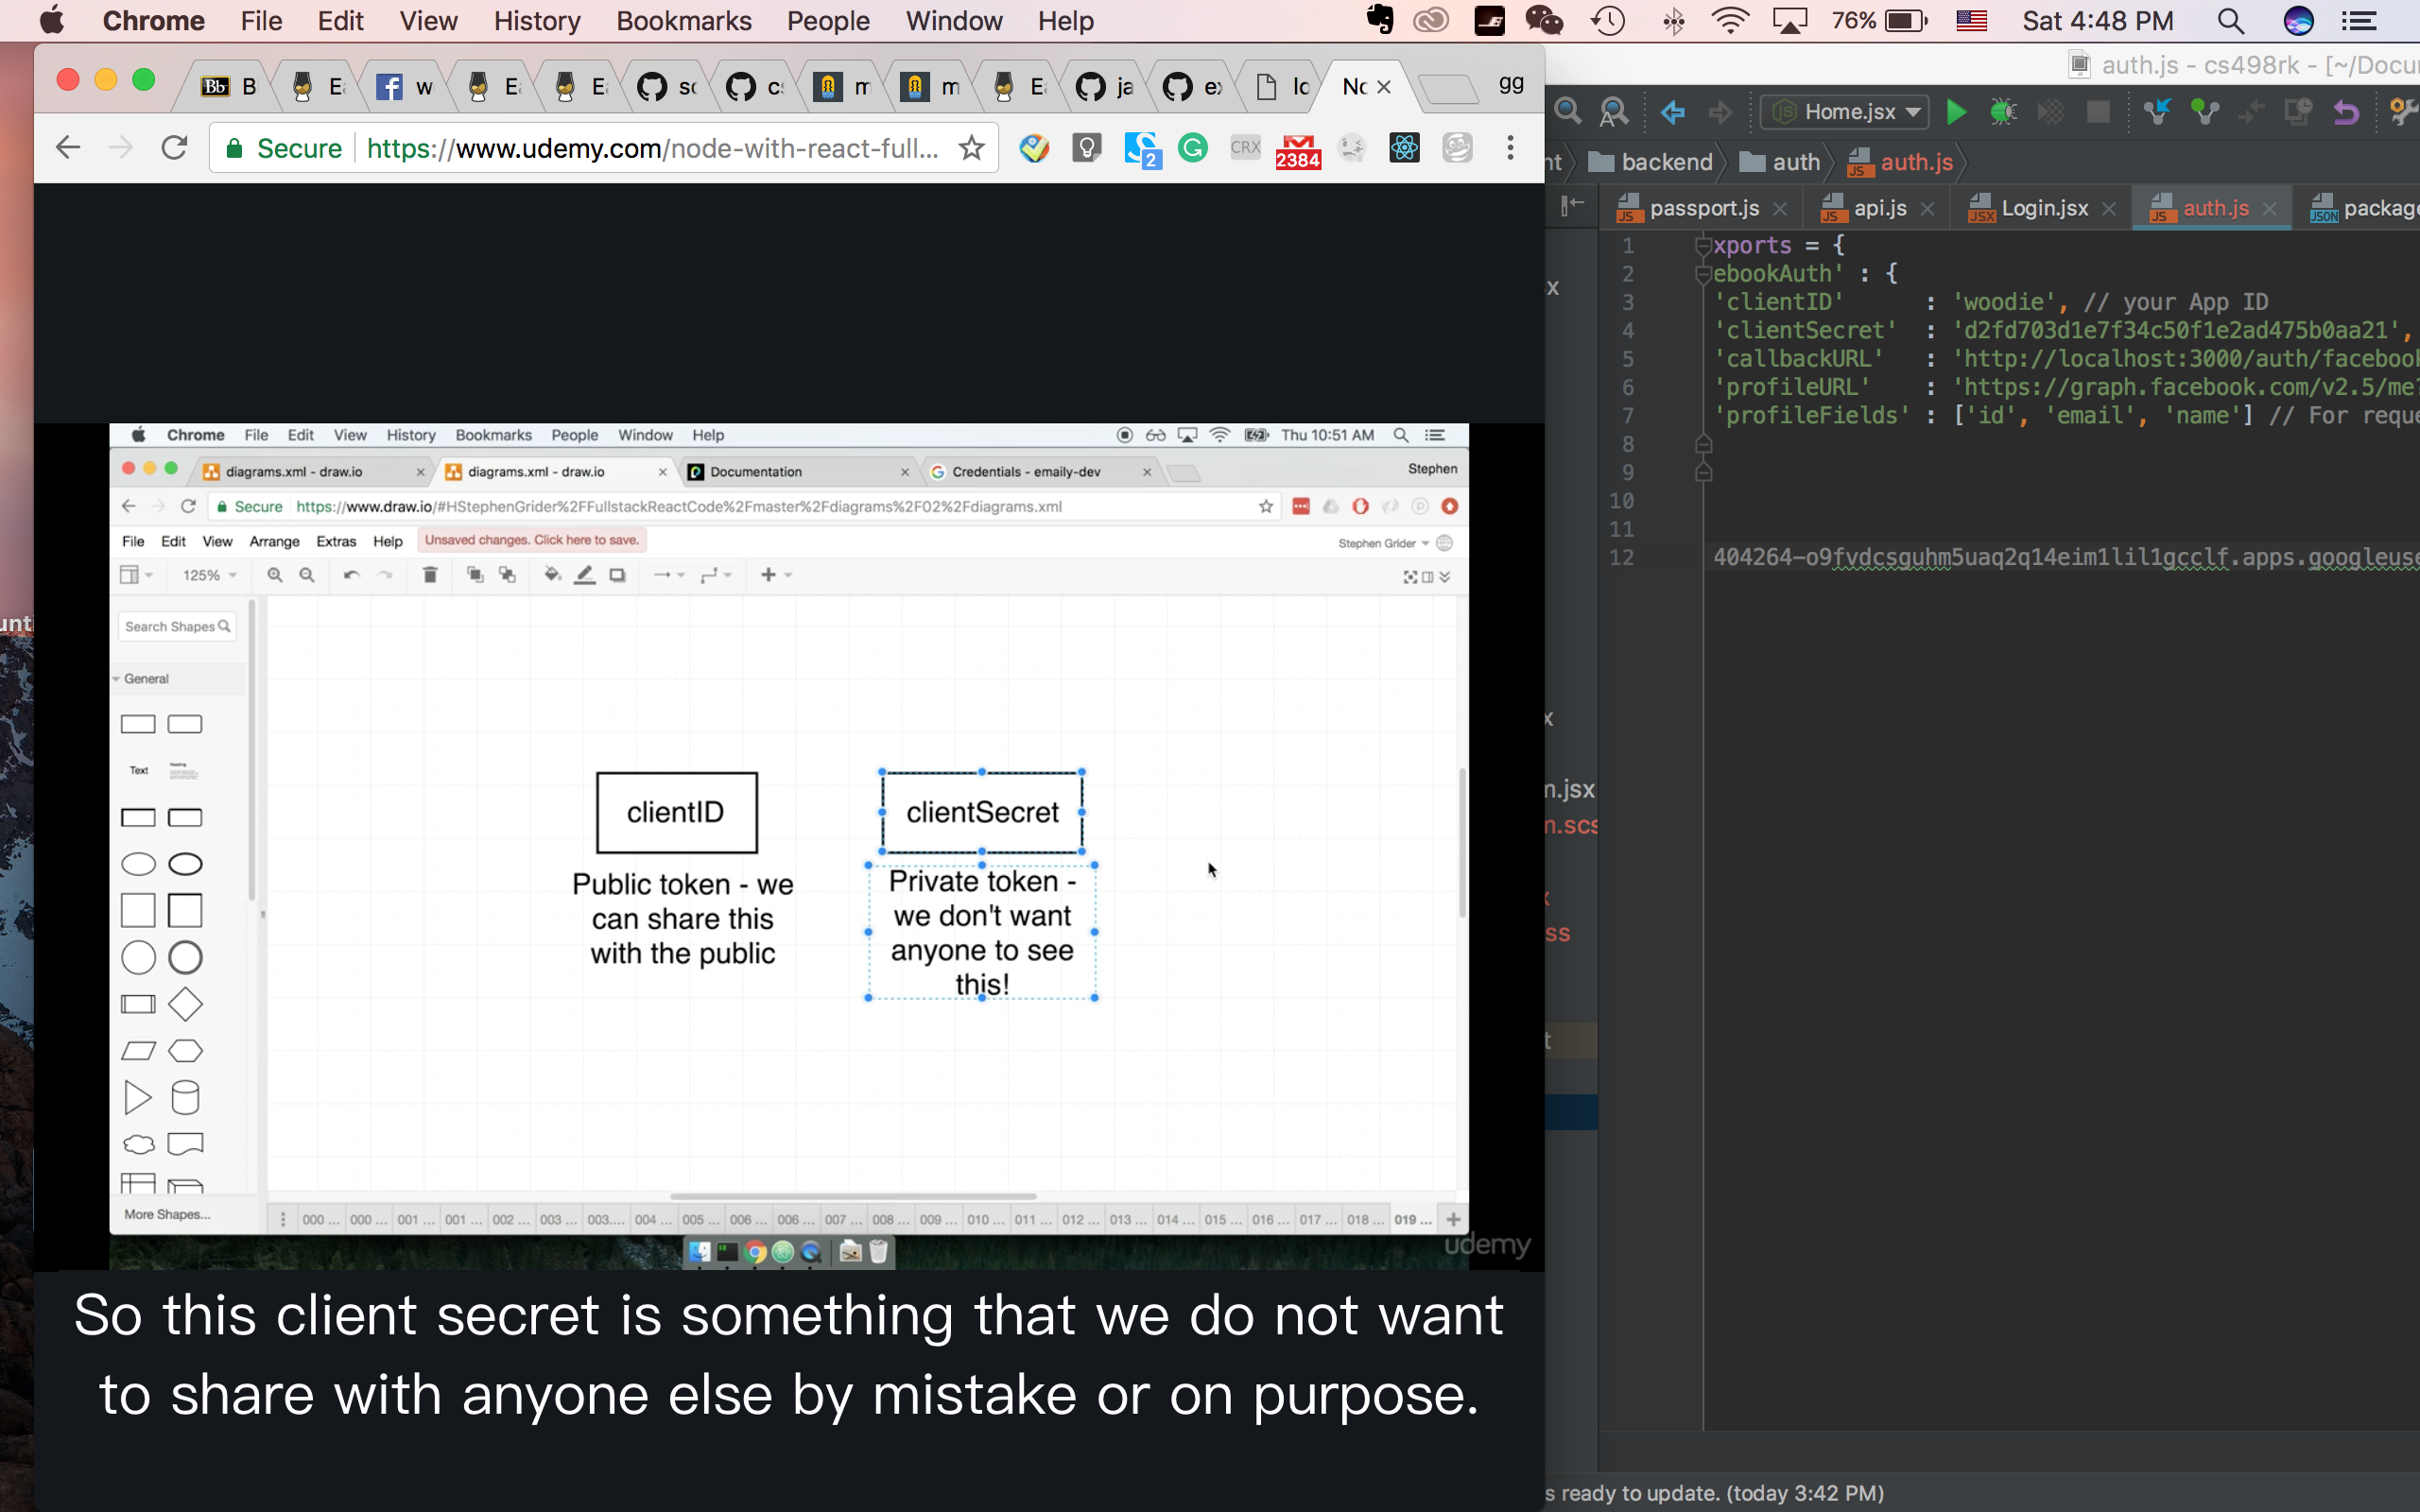 Chrome File Edit View History Bookmarks People Window Help 76% Sat 4:48 PM
auth.js - cs498rk - [~/Docu
Bb B E f w E E sc cs m m E ja ex lo No gg
Secure https://www.udemy.com/node-with-react-full... 2 CRX 2384
Home.jsx
backend auth auth.js
passport.js api.js Login.jsx auth.js package
1 xports = {
2 ebookAuth' : {
3 'clientID' : 'woodie', // your App ID
4 'clientSecret' : 'd2fd703d1e7f34c50f1e2ad475b0aa21',
5 'callbackURL' : 'http://localhost:3000/auth/facebook
6 'profileURL' : 'https://graph.facebook.com/v2.5/me?
7 'profileFields' : ['id', 'email', 'name'] // For reque
8
9
10
11
12 404264-o9fvdcsguhm5uaq2q14eim1lil1gcclf.apps.googleuse
Chrome File Edit View History Bookmarks People Window Help Thu 10:51 AM
diagrams.xml - draw.io diagrams.xml - draw.io Documentation Credentials - emaily-dev Stephen
Secure https://www.draw.io/#HStephenGrider%2FFullstackReactCode%2Fmaster%2Fdiagrams%2F02%2Fdiagrams.xml
File Edit View Arrange Extras Help Unsaved changes. Click here to save. Stephen Grider
125%
Search Shapes
General
Text
clientID
Public token - we
can share this
with the public
clientSecret
Private token -
we don't want
anyone to see
this!
More Shapes...
000 ... 000 ... 001 ... 001 ... 002 ... 003 ... 003.... 004 ... 005 ... 006 ... 006 ... 007 ... 008 ... 009 ... 010 ... 011 ... 012 ... 013 ... 014 ... 015 ... 016 ... 017 ... 018 ... 019 ...
udemy
So this client secret is something that we do not want
to share with anyone else by mistake or on purpose.
.jsx
.scs
ss
s ready to update. (today 3:42 PM)